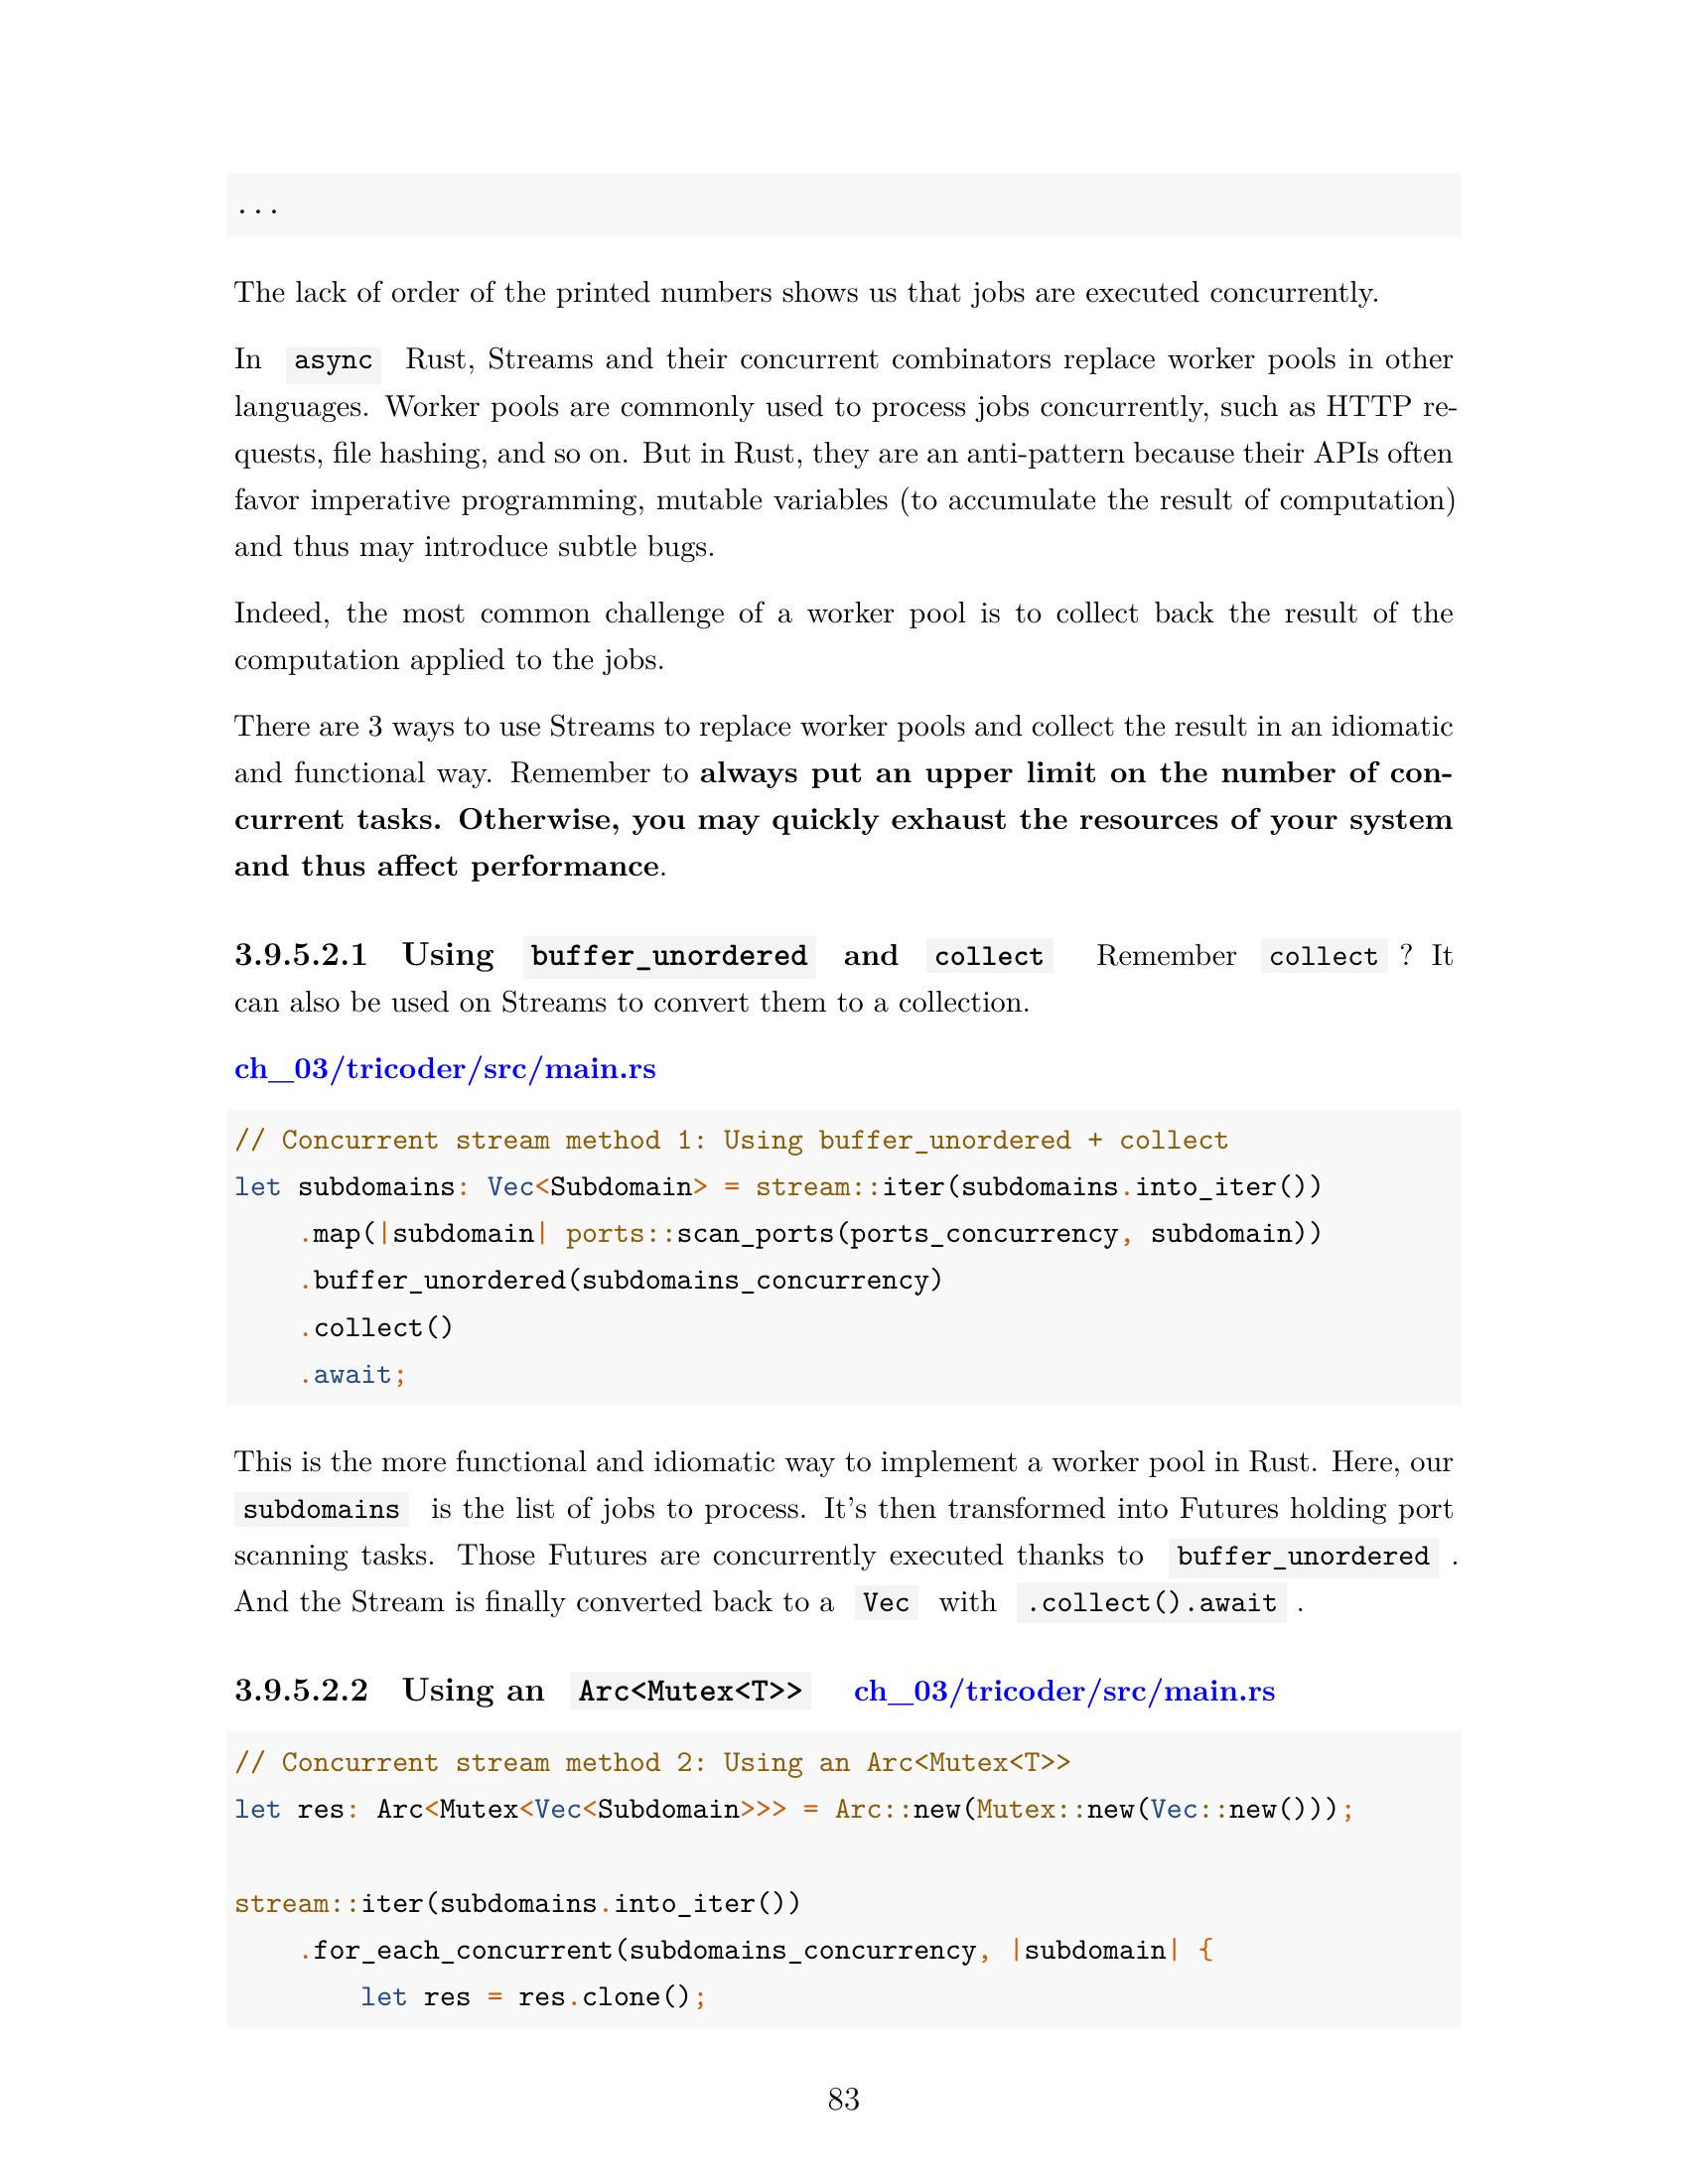 ...
The lack of order of the printed numbers shows us that jobs are executed concurrently.
In async Rust, Streams and their concurrent combinators replace worker pools in other
languages. Worker pools are commonly used to process jobs concurrently, such as HTTP re-
quests, file hashing, and so on. But in Rust, they are an anti-pattern because their APIs often
favor imperative programming, mutable variables (to accumulate the result of computation)
and thus may introduce subtle bugs.
Indeed, the most common challenge of a worker pool is to collect back the result of the
computation applied to the jobs.
There are 3 ways to use Streams to replace worker pools and collect the result in an idiomatic
and functional way. Remember to always put an upper limit on the number of con-
current tasks. Otherwise, you may quickly exhaust the resources of your system
and thus affect performance.
3.9.5.2.1 Using buffer_unordered and collect Remember collect ? It
can also be used on Streams to convert them to a collection.
ch_03/tricoder/src/main.rs
// Concurrent stream method 1: Using buffer_unordered + collect
let subdomains: Vec<Subdomain> = stream::iter(subdomains.into_iter())
    .map(|subdomain| ports::scan_ports(ports_concurrency, subdomain))
    .buffer_unordered(subdomains_concurrency)
    .collect()
    .await;
This is the more functional and idiomatic way to implement a worker pool in Rust. Here, our
subdomains is the list of jobs to process. It's then transformed into Futures holding port
scanning tasks. Those Futures are concurrently executed thanks to buffer_unordered .
And the Stream is finally converted back to a Vec with .collect().await .
3.9.5.2.2 Using an Arc<Mutex<T>> ch_03/tricoder/src/main.rs
// Concurrent stream method 2: Using an Arc<Mutex<T>>
let res: Arc<Mutex<Vec<Subdomain>>> = Arc::new(Mutex::new(Vec::new()));
stream::iter(subdomains.into_iter())
    .for_each_concurrent(subdomains_concurrency, |subdomain| {
        let res = res.clone();
83